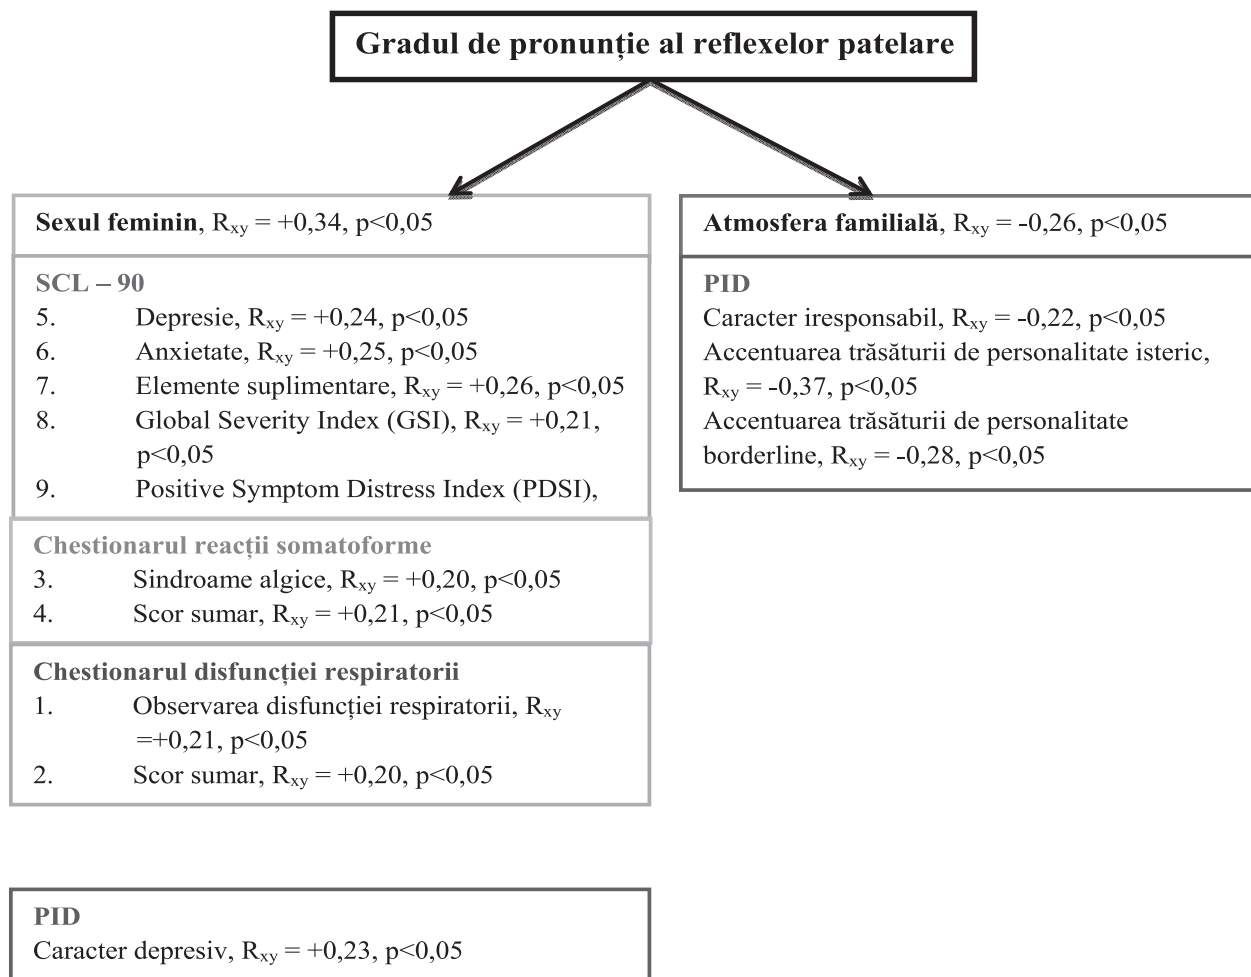 Gradul de pronunție al reflexelor patelare
Sexul feminin, Rxy = +0,34, p<0,05
SCL – 90
5. Depresie, Rxy = +0,24, p<0,05
6. Anxietate, Rxy = +0,25, p<0,05
7. Elemente suplimentare, Rxy = +0,26, p<0,05
8. Global Severity Index (GSI), Rxy = +0,21,
p<0,05
9. Positive Symptom Distress Index (PDSI),
Chestionarul reacții somatoforme
3. Sindroame algice, Rxy = +0,20, p<0,05
4. Scor sumar, Rxy = +0,21, p<0,05
Chestionarul disfuncției respiratorii
1. Observarea disfuncției respiratorii, Rxy
=+0,21, p<0,05
2. Scor sumar, Rxy = +0,20, p<0,05
PID
Caracter depresiv, Rxy = +0,23, p<0,05
Atmosfera familială, Rxy = -0,26, p<0,05
PID
Caracter iresponsabil, Rxy = -0,22, p<0,05
Accentuarea trăsăturii de personalitate isteric,
Rxy = -0,37, p<0,05
Accentuarea trăsăturii de personalitate
borderline, Rxy = -0,28, p<0,05